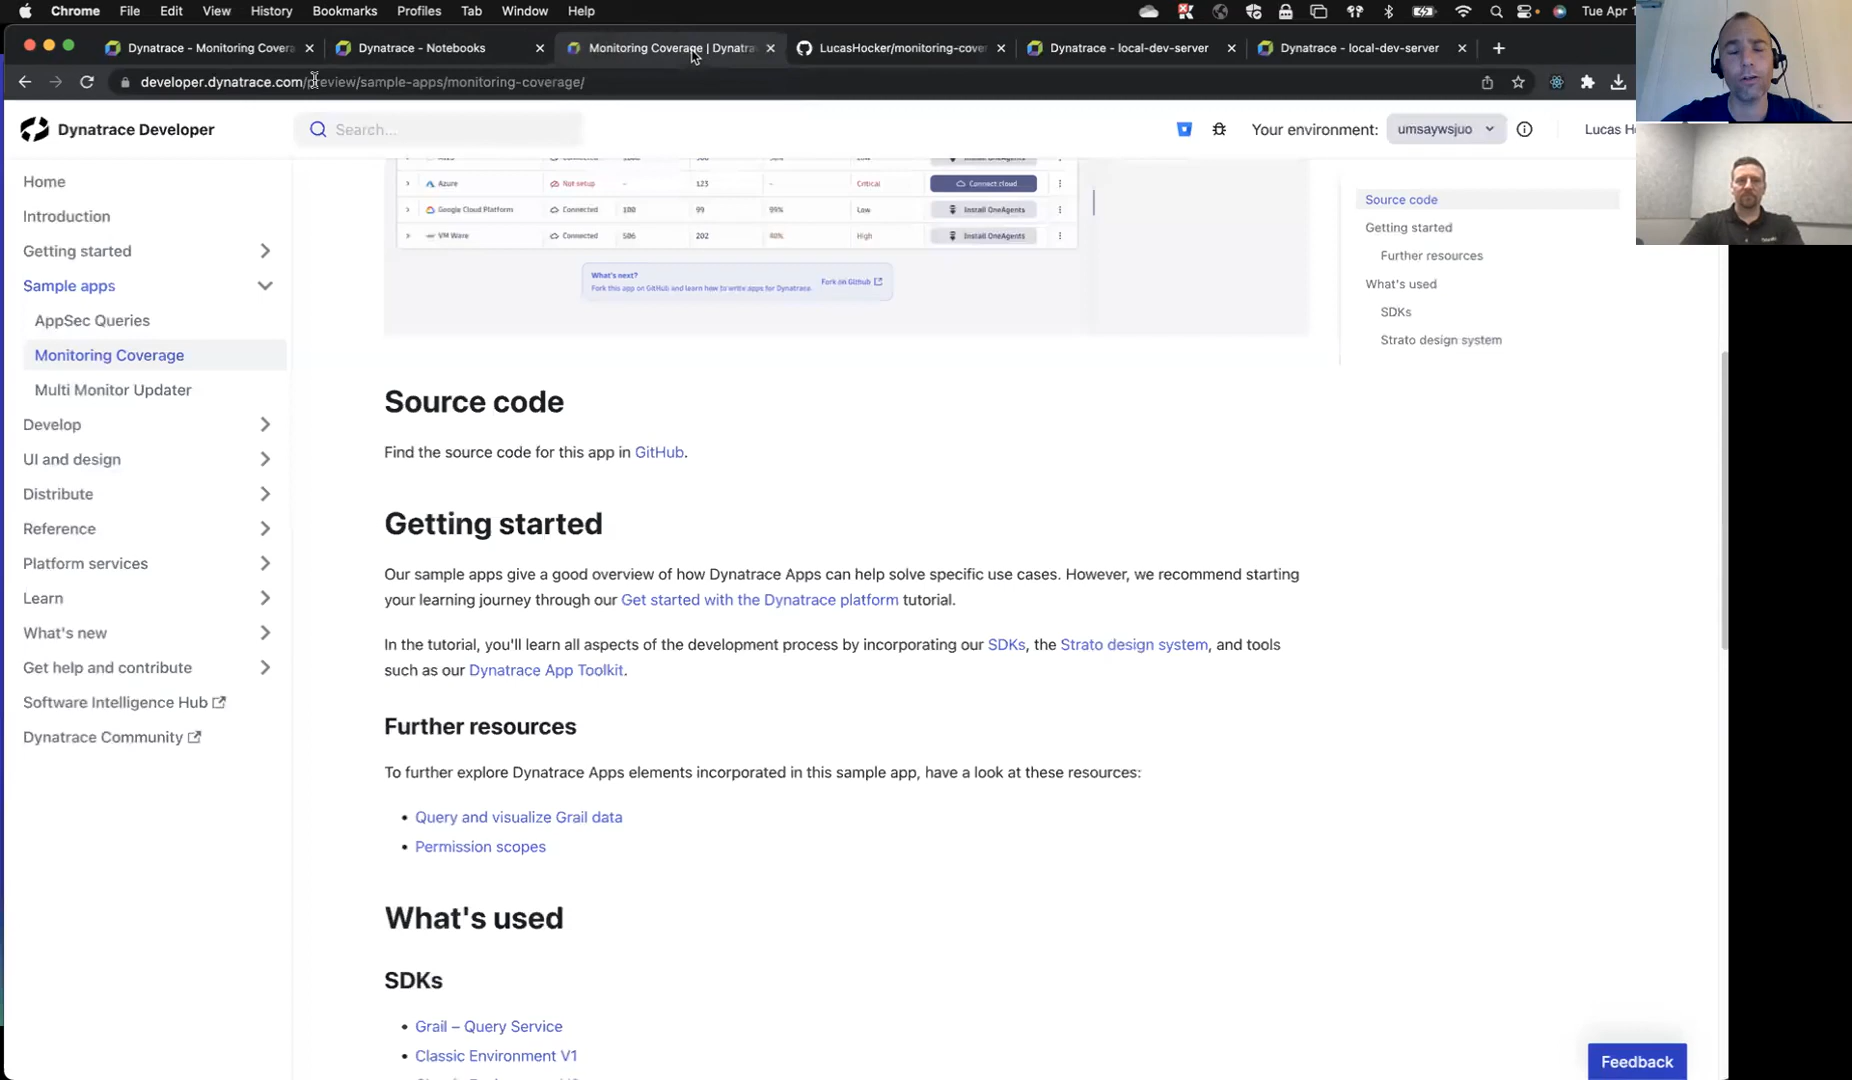 Chrome File Edit View History Bookmarks Profiles Tab Window Help Tue Apr 1
Dynatrace - Monitoring Covera Dynatrace - Notebooks Monitoring Coverage | Dynatra LucasHocker/monitoring-cover Dynatrace - local-dev-server Dynatrace - local-dev-server
developer.dynatrace.com/preview/sample-apps/monitoring-coverage/
Dynatrace Developer Search... Your environment: umsaywsjuo Lucas H
Home
Introduction
Getting started
Sample apps
AppSec Queries
Monitoring Coverage
Multi Monitor Updater
Develop
UI and design
Distribute
Reference
Platform services
Learn
What's new
Get help and contribute
Software Intelligence Hub
Dynatrace Community
Install OneAgents
Azure Not setup - 123 - Critical Connect cloud
Google Cloud Platform Connected 100 99 99% Low Install OneAgents
VM Ware Connected 506 202 80% High Install OneAgents
What's next?
Fork this app on GitHub and learn how to write apps for Dynatrace. Fork on Github
Source code
Find the source code for this app in GitHub.
Getting started
Our sample apps give a good overview of how Dynatrace Apps can help solve specific use cases. However, we recommend starting
your learning journey through our Get started with the Dynatrace platform tutorial.
In the tutorial, you'll learn all aspects of the development process by incorporating our SDKs, the Strato design system, and tools
such as our Dynatrace App Toolkit.
Further resources
To further explore Dynatrace Apps elements incorporated in this sample app, have a look at these resources:
• Query and visualize Grail data
• Permission scopes
What's used
SDKs
• Grail – Query Service
• Classic Environment V1
Source code
Getting started
Further resources
What's used
SDKs
Strato design system
Feedback